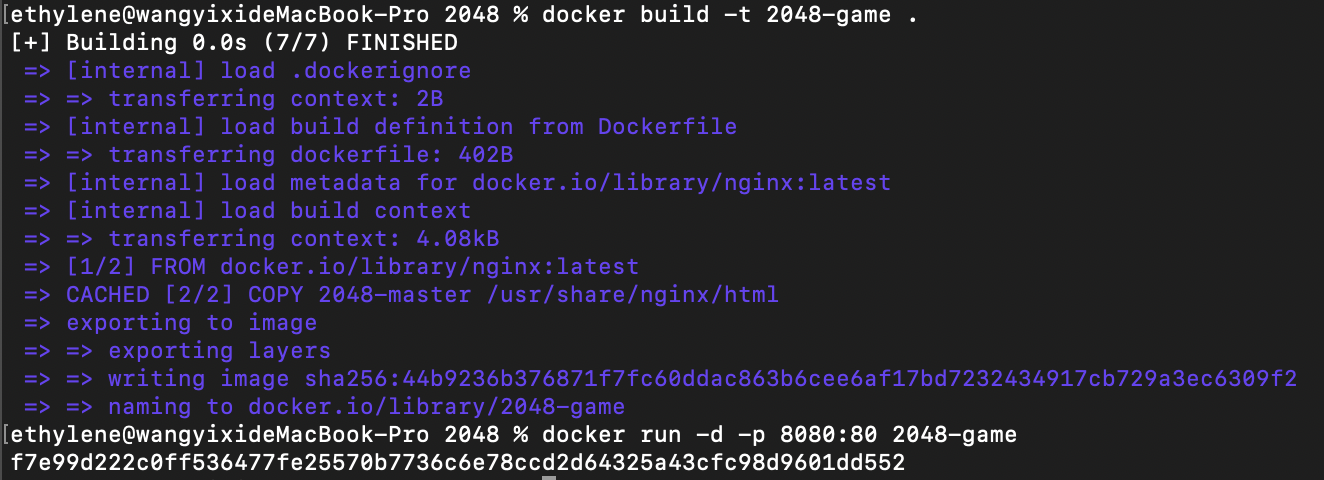 [ethylene@wangyixideMacBook-Pro 2048 % docker build -t 2048-game .
[+] Building 0.0s (7/7) FINISHED
=> [internal] load .dockerignore
=> => transferring context: 2B
=> [internal] load build definition from Dockerfile
=> => transferring dockerfile: 402B
=> [internal] load metadata for docker.io/library/nginx:latest
=> [internal] load build context
=> => transferring context: 4.08kB
=> [1/2] FROM docker.io/library/nginx:latest
=> CACHED [2/2] COPY 2048-master /usr/share/nginx/html
=> exporting to image
=> => exporting layers
=> => writing image sha256:44b9236b376871f7fc60ddac863b6cee6af17bd7232434917cb729a3ec6309f2
=> => naming to docker.io/library/2048-game
[ethylene@wangyixideMacBook-Pro 2048 % docker run -d -p 8080:80 2048-game
f7e99d222c0ff536477fe25570b7736c6e78ccd2d64325a43cfc98d9601dd552